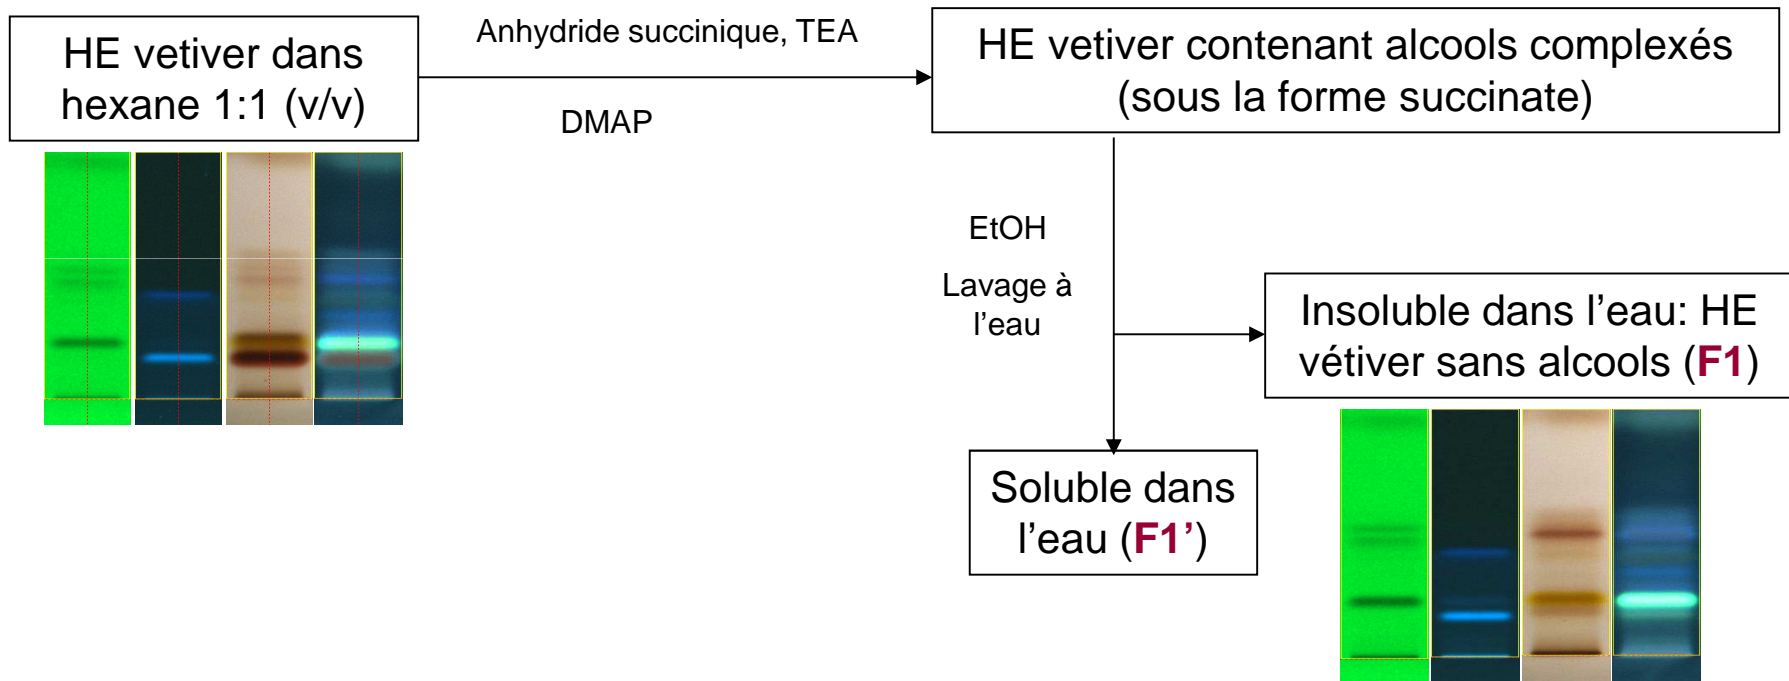 HE vetiver dans
hexane 1:1 (v/v)
Anhydride succinique, TEA
DMAP
HE vetiver contenant alcools complexés
(sous la forme succinate)
EtOH
Lavage à
l’eau
Insoluble dans l’eau: HE
vétiver sans alcools (F1)
Soluble dans
l’eau (F1’)